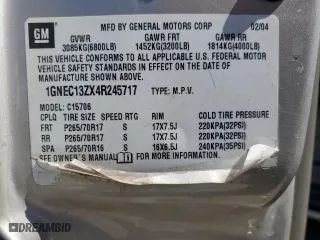 GM
MFD BY GENERAL MOTORS CORP 02/04
GVWR GAWR FRT GAWR RR
3085KG(6800LB) 1452KG(3200LB) 1814KG(4000LB)
THIS VEHICLE CONFORMS TO ALL APPLICABLE U.S. FEDERAL MOTOR
VEHICLE SAFETY STANDARDS IN EFFECT ON THE DATE OF
MANUFACTURE SHOWN ABOVE.
1GNEC13ZX4R245717 TYPE: M.P.V.
MODEL: C15706
CPLQ TIRE SIZE SPEED RTG RIM COLD TIRE PRESSURE
FRT P265/70R17 S 17X7.5J 220KPA(32PSI)
RR P265/70R17 S 17X7.5J 220KPA(32PSI)
SPA P265/70R16 S 16X6.5J 240KPA(35PSI)
SEE OWNER'S MANUAL FOR ADDITIONAL INFORMATION